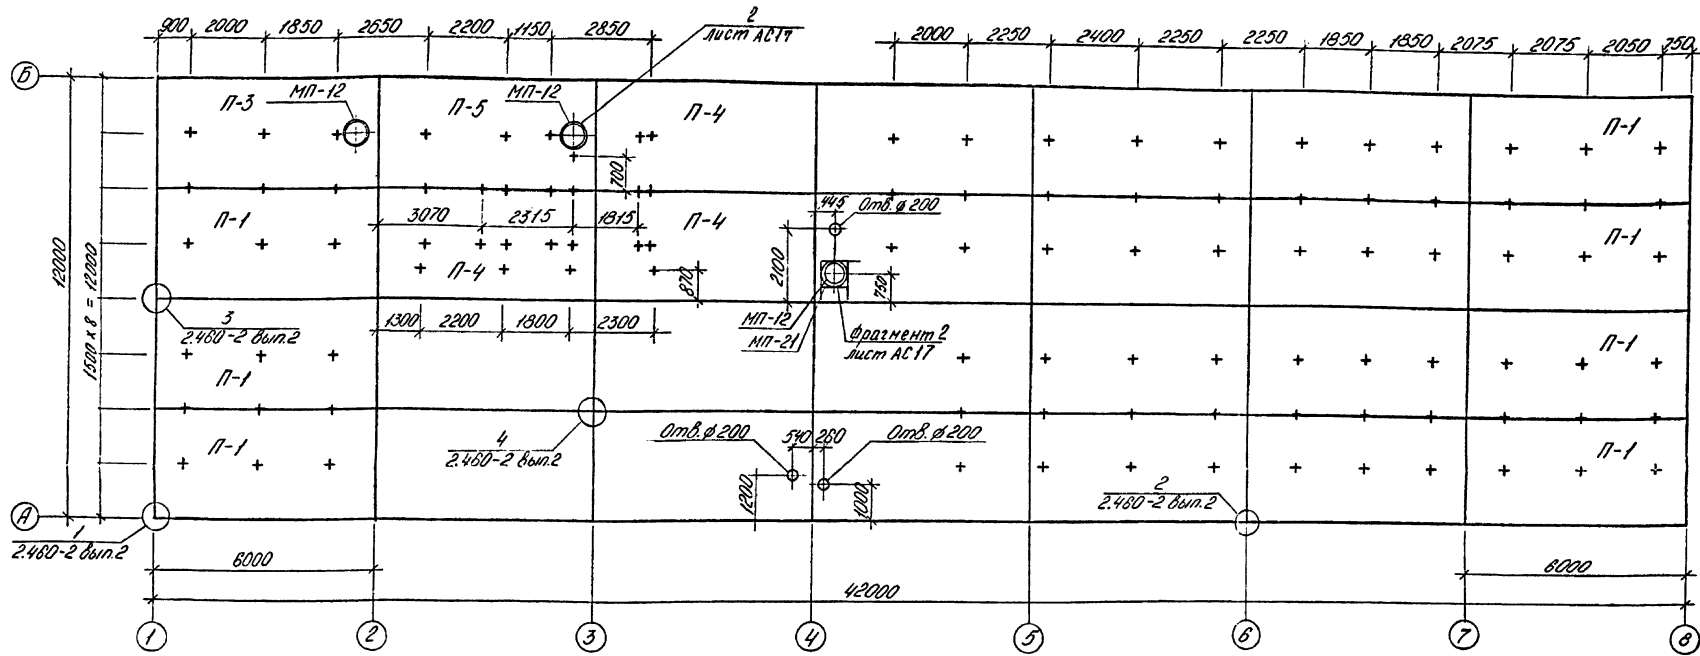 2
лист АС17
900 2000 1850 2650 2200 1150 2850
2000 2250 2400 2250 2250 1850 1850 2075 2075 2050 750
Б
П-3 МП-12 П-5 МП-12 П-4 П-1
700
445 Отв. ф 200
П-1 3070 2315 1815 П-4 П-1
12000
1500 х 8 = 12000
П-4
870
2100
750
3
2.460-2 вып.2
1300 2200 1800 2300
МП-12
МП-21
Фрагмент 2
лист АС17
П-1 П-1
4
2.460-2 вып.2
Отв. ф 200 540 260 Отв. ф 200
П-1 П-1
1200
1000
2
2.460-2 вып.2
А
1
2.460-2 вып.2
6000 6000
42000
1 2 3 4 5 6 7 8